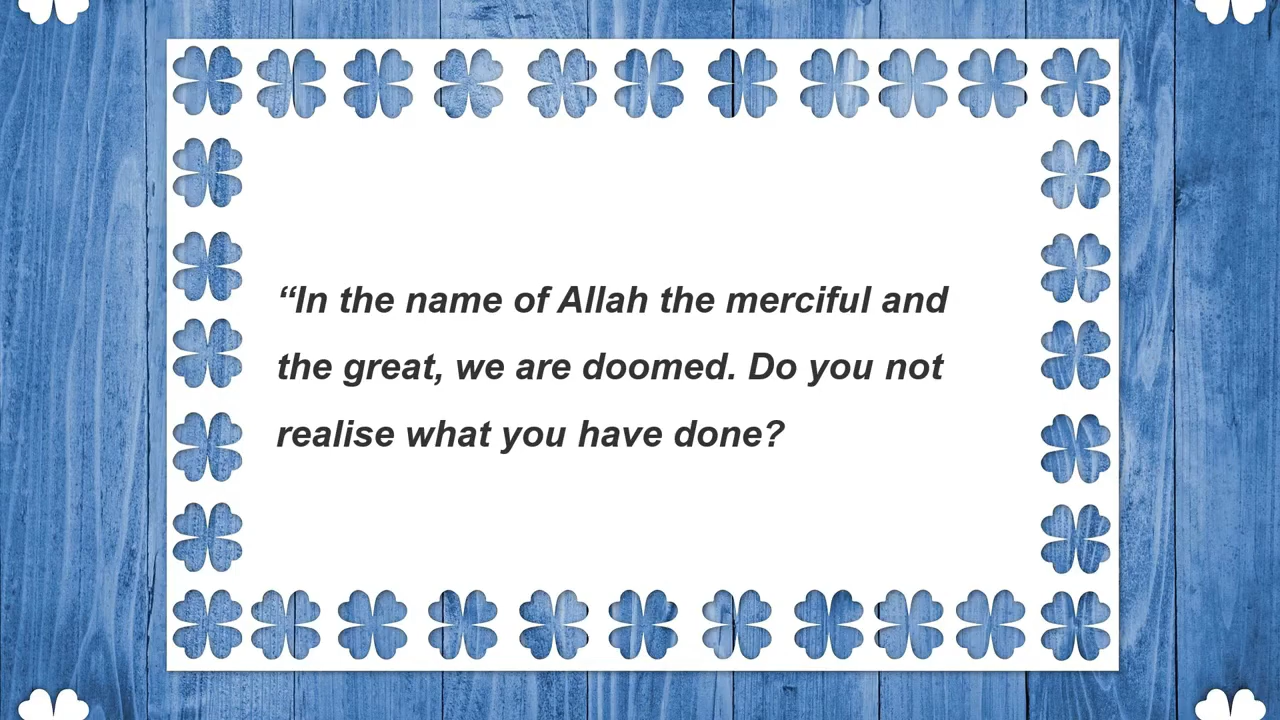 “In the name of Allah the merciful and
the great, we are doomed. Do you not
realise what you have done?